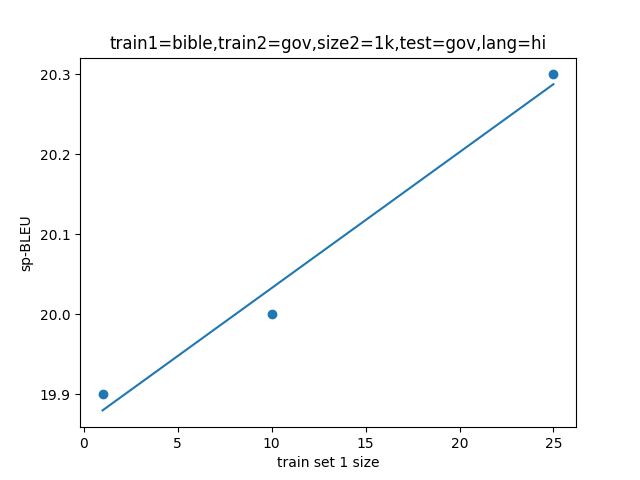 train1=bible,train2=gov,size2=1k,test=gov,lang=hi
20.3
20.2
20.1
20.0
19.9
sp-BLEU
0 5 10 15 20 25
train set 1 size